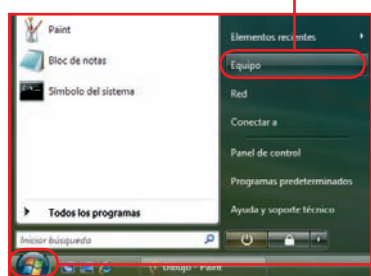 Paint
Bloc de notas
Símbolo del sistema
Todos los programas
Iniciar búsqueda
Elementos recientes
Equipo
Red
Conectar a
Panel de control
Programas predeterminados
Ayuda y soporte técnico
Dibujo - Paint